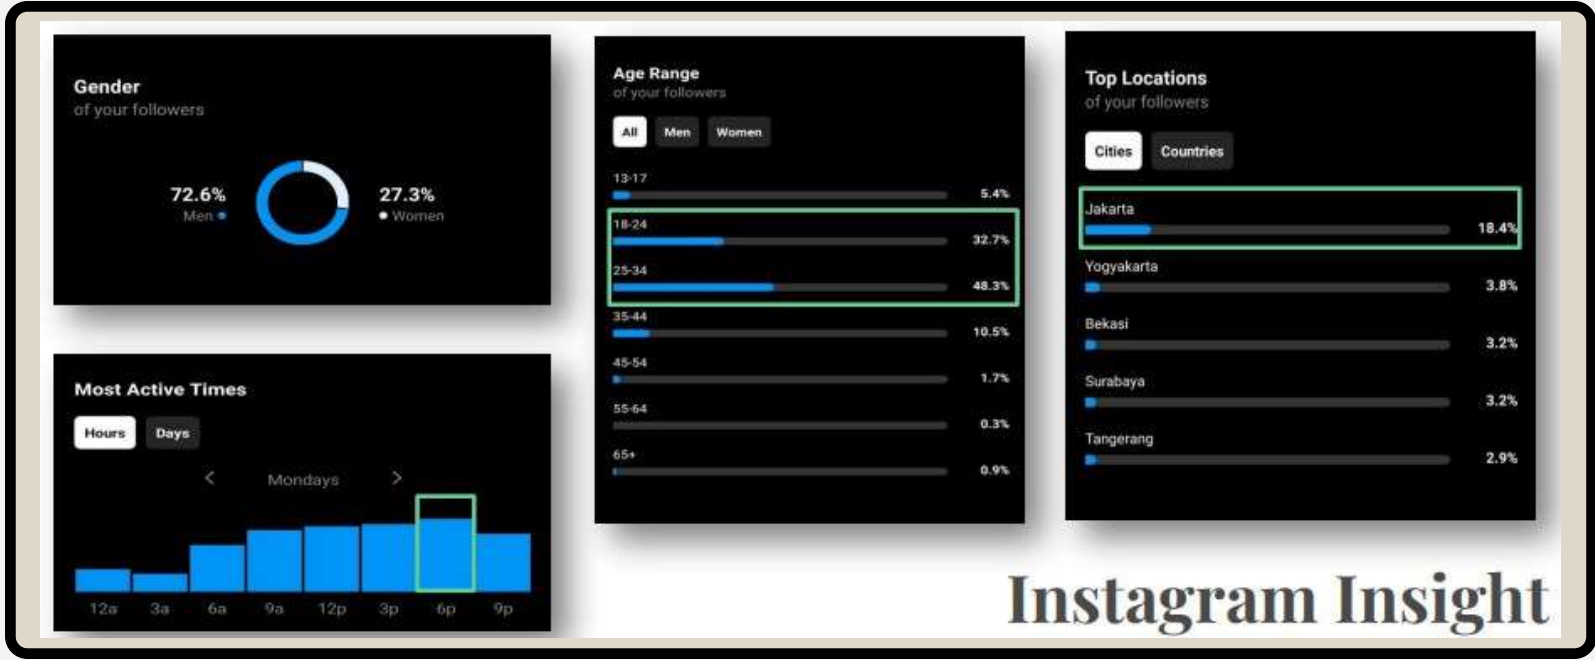 Gender
of your followers
72.6%
Men
27.3%
Women
Most Active Times
Hours Days
< Mondays >
12a 3a 6a 9a 12p 3p 6p 9p
Age Range
of your followers
All Men Women
13-17
5.4%
18-24
32.7%
25-34
48.3%
35-44
10.5%
45-54
1.7%
55-64
0.3%
65+
0.9%
Top Locations
of your followers
Cities Countries
Jakarta
18.4%
Yogyakarta
3.8%
Bekasi
3.2%
Surabaya
3.2%
Tangerang
2.9%
Instagram Insight